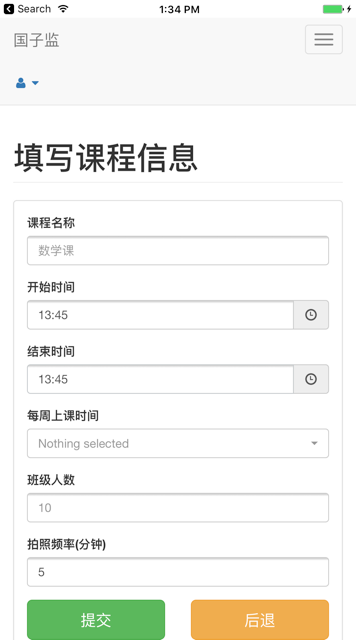 Search
1:34 PM
国子监
填写课程信息
课程名称
数学课
开始时间
13:45
结束时间
13:45
每周上课时间
Nothing selected
班级人数
10
拍照频率(分钟)
5
提交
后退